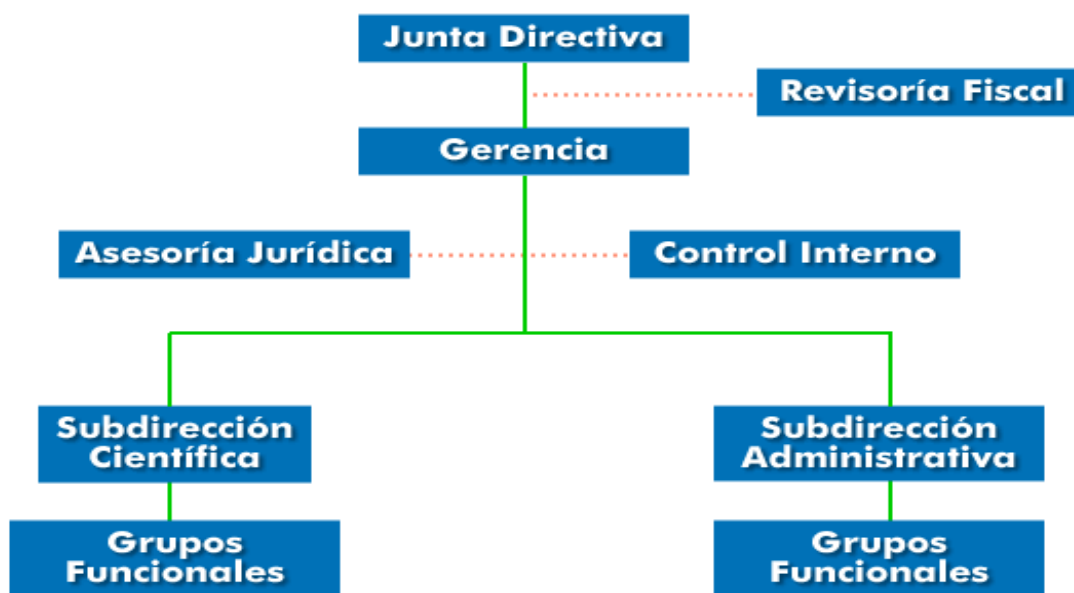 Junta Directiva
Revisoría Fiscal
Gerencia
Asesoría Jurídica
Control Interno
Subdirección
Científica
Subdirección
Administrativa
Grupos
Funcionales
Grupos
Funcionales